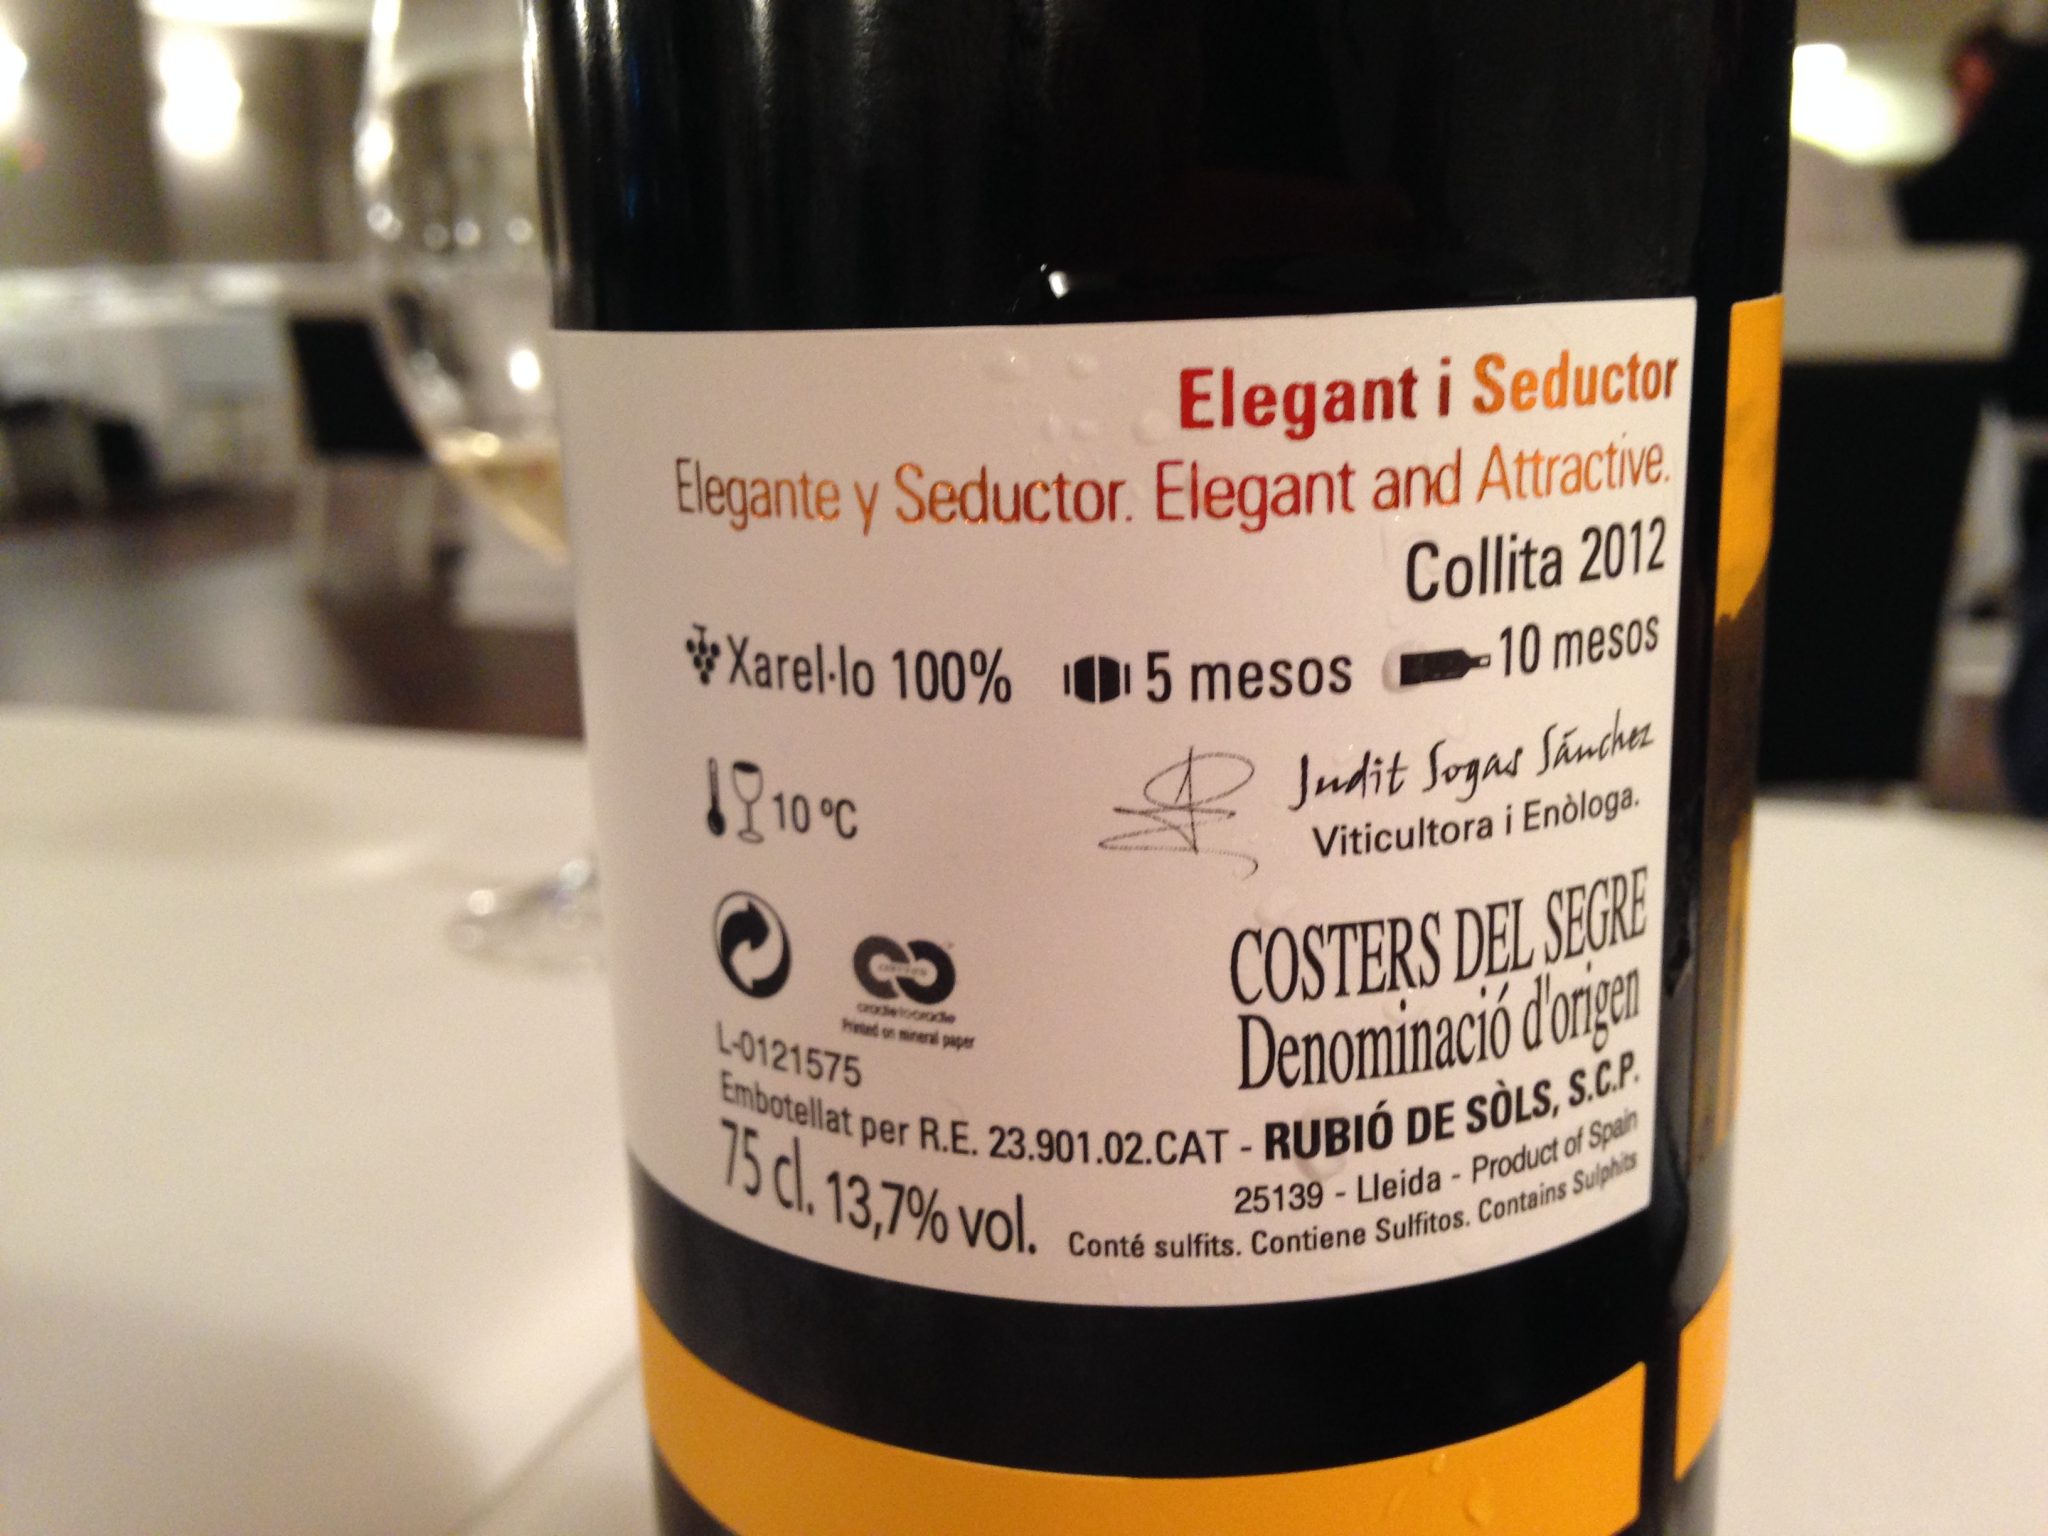 Elegant i Seductor
Elegante y Seductor. Elegant and Attractive.
Collita 2012
Xarel·lo 100% 5 mesos 10 mesos
10 ºC
Judit Sogas Sánchez
Viticultora i Enòloga.
COSTERS DEL SEGRE
Denominació d'origen
cradletocradle
Printed on mineral paper
L-0121575
Embotellat per R.E. 23.901.02.CAT - RUBIÓ DE SÒLS, S.C.P.
25139 - Lleida - Product of Spain
75 cl. 13,7% vol.
Conté sulfits. Contiene Sulfitos. Contains Sulphits